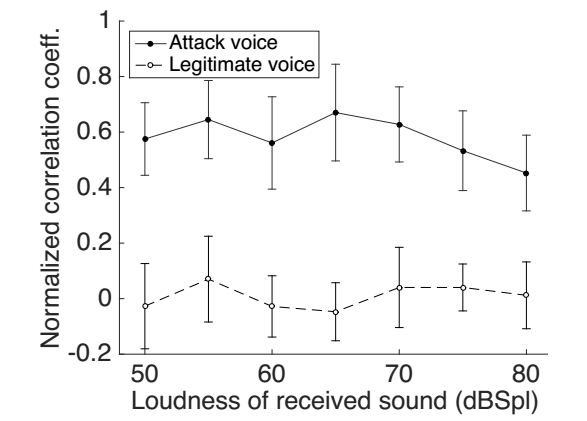 1
Attack voice
Legitimate voice
0.8
0.6
0.4
0.2
0
-0.2
Normalized correlation coeff.
50 60 70 80
Loudness of received sound (dBSpl)